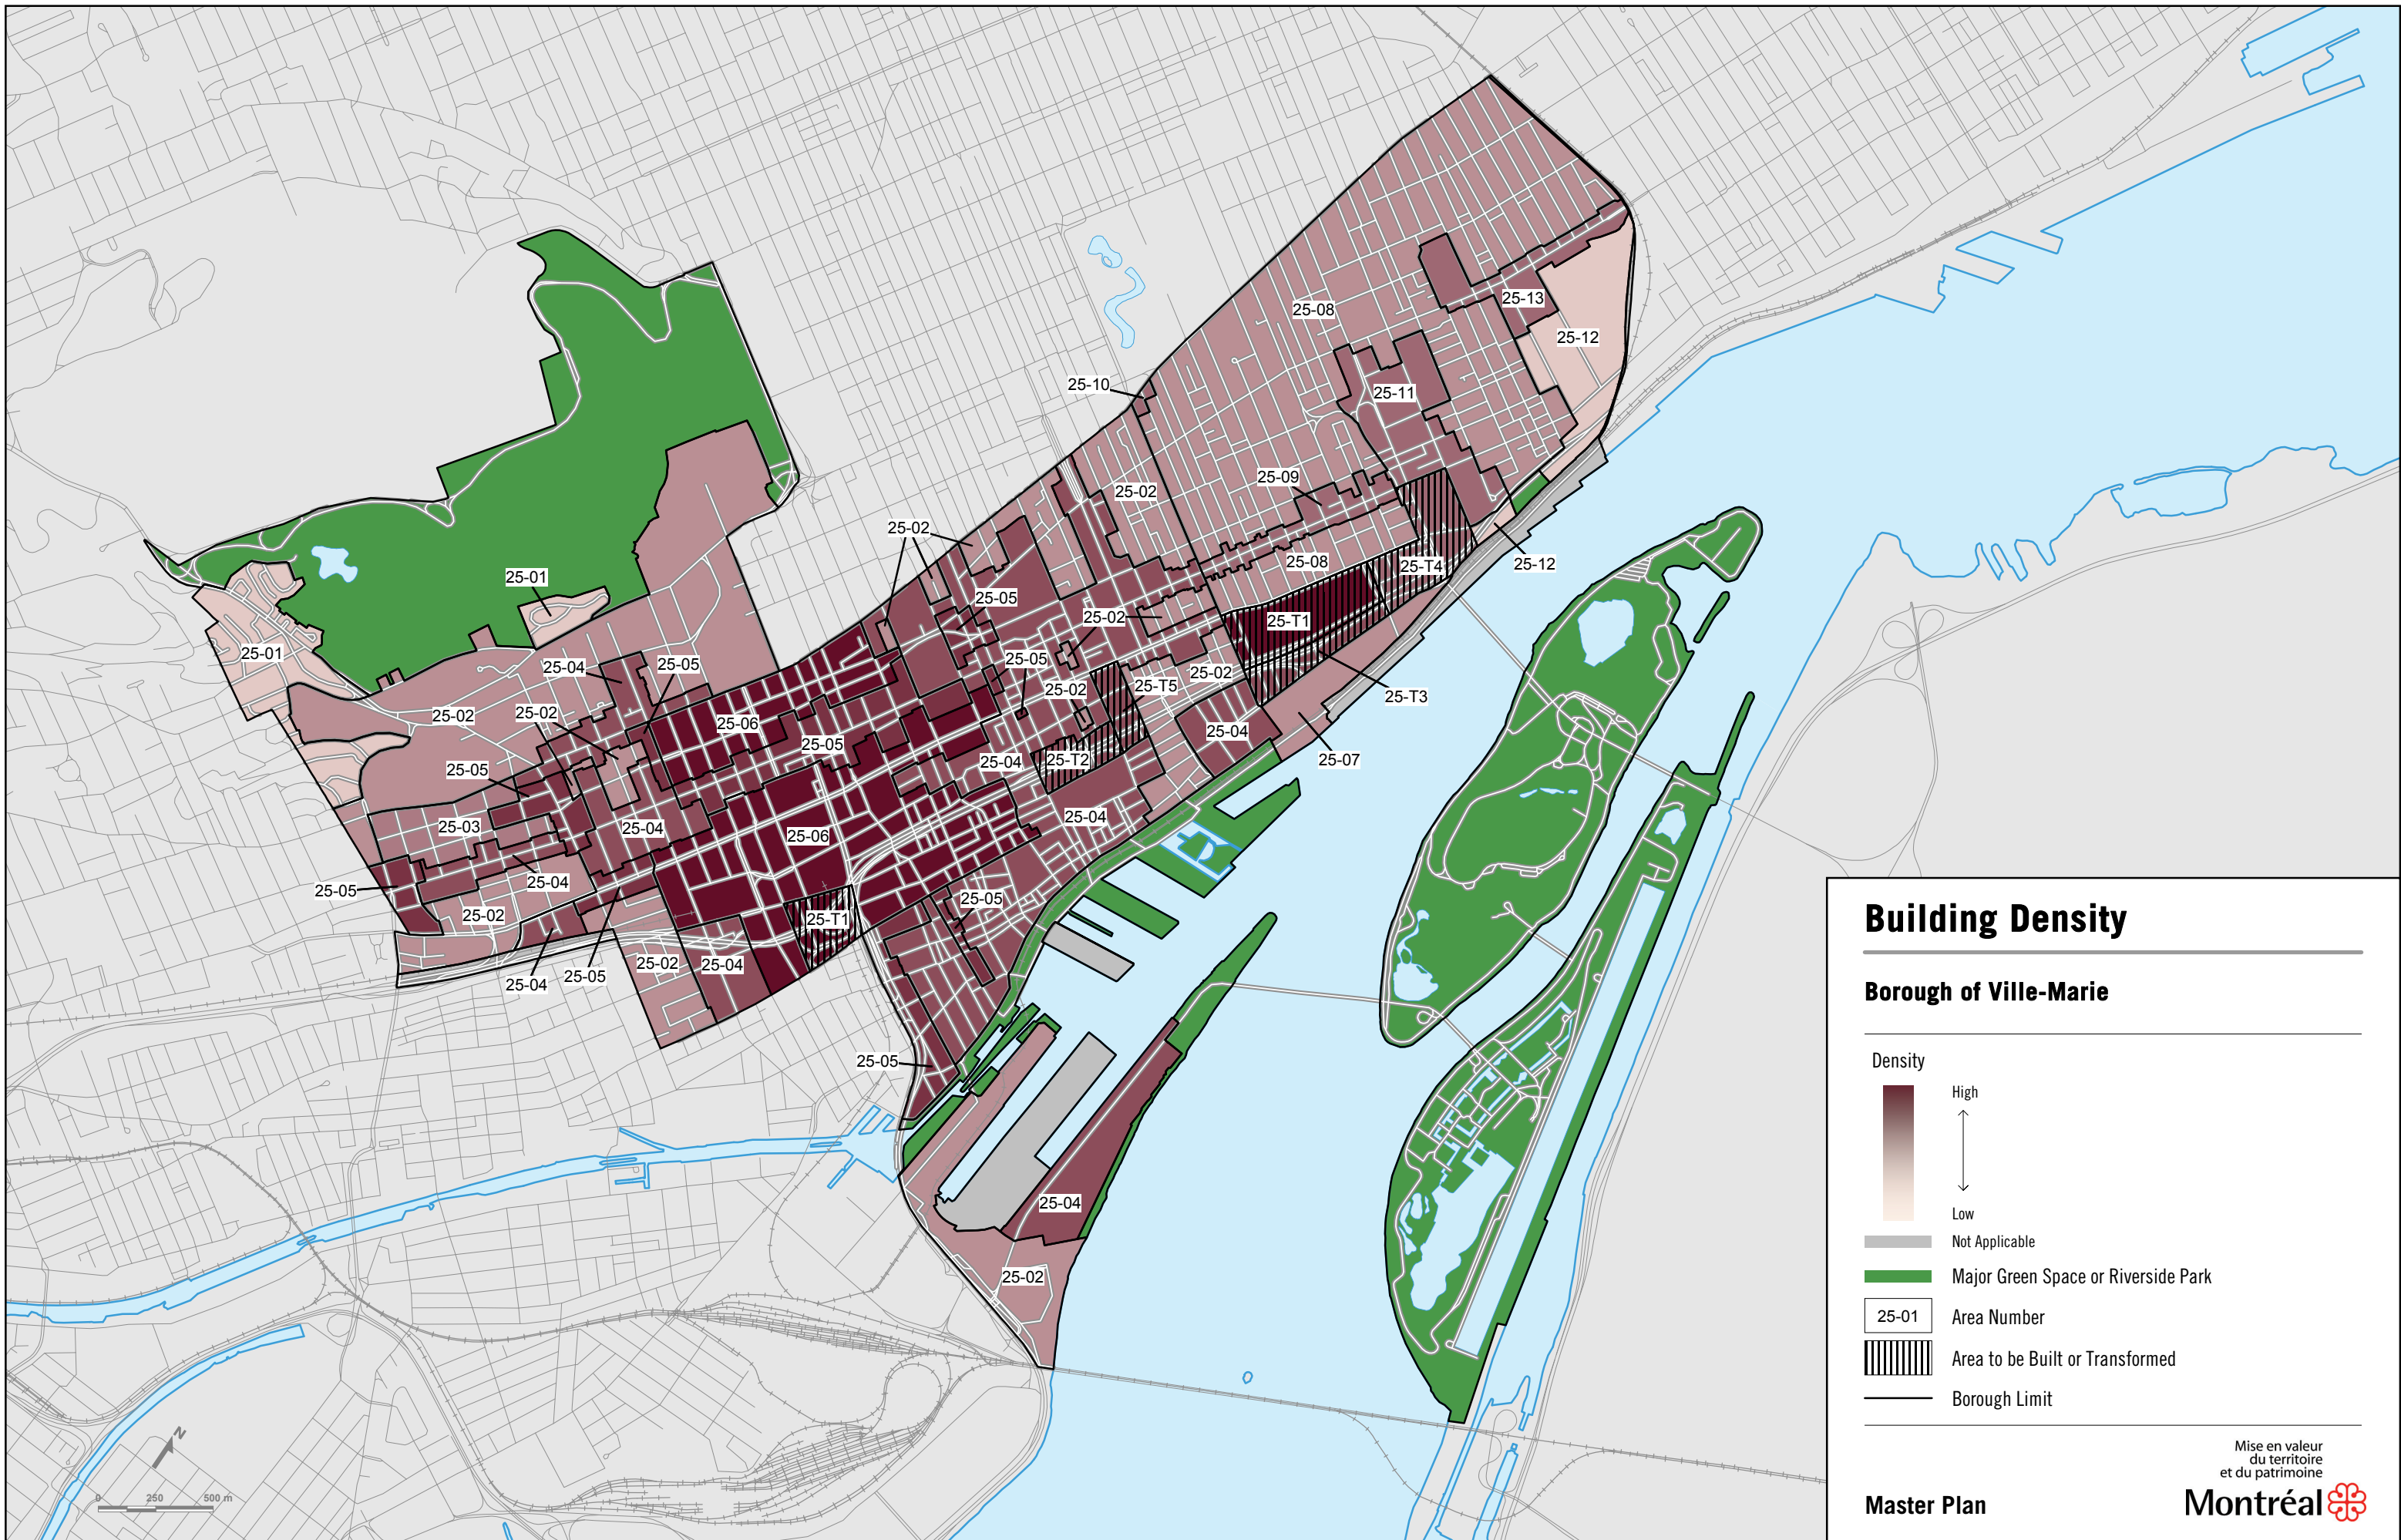 25-08
25-13
25-12
25-10
25-11
25-09
25-02
25-02
25-08
25-T4
25-12
25-01
25-05
25-02
25-T1
25-01
25-04
25-05
25-05
25-02
25-T5
25-02
25-T3
25-02
25-02
25-06
25-05
25-04
25-04
25-T2
25-07
25-05
25-03
25-04
25-06
25-04
25-05
25-04
25-02
25-05
25-T1
25-04
25-05
25-02
25-04
25-05
25-04
25-02
N
0 250 500 m
Building Density
Borough of Ville-Marie
Density
High
Low
Not Applicable
Major Green Space or Riverside Park
25-01 Area Number
Area to be Built or Transformed
Borough Limit
Mise en valeur
du territoire
et du patrimoine
Master Plan
Montréal